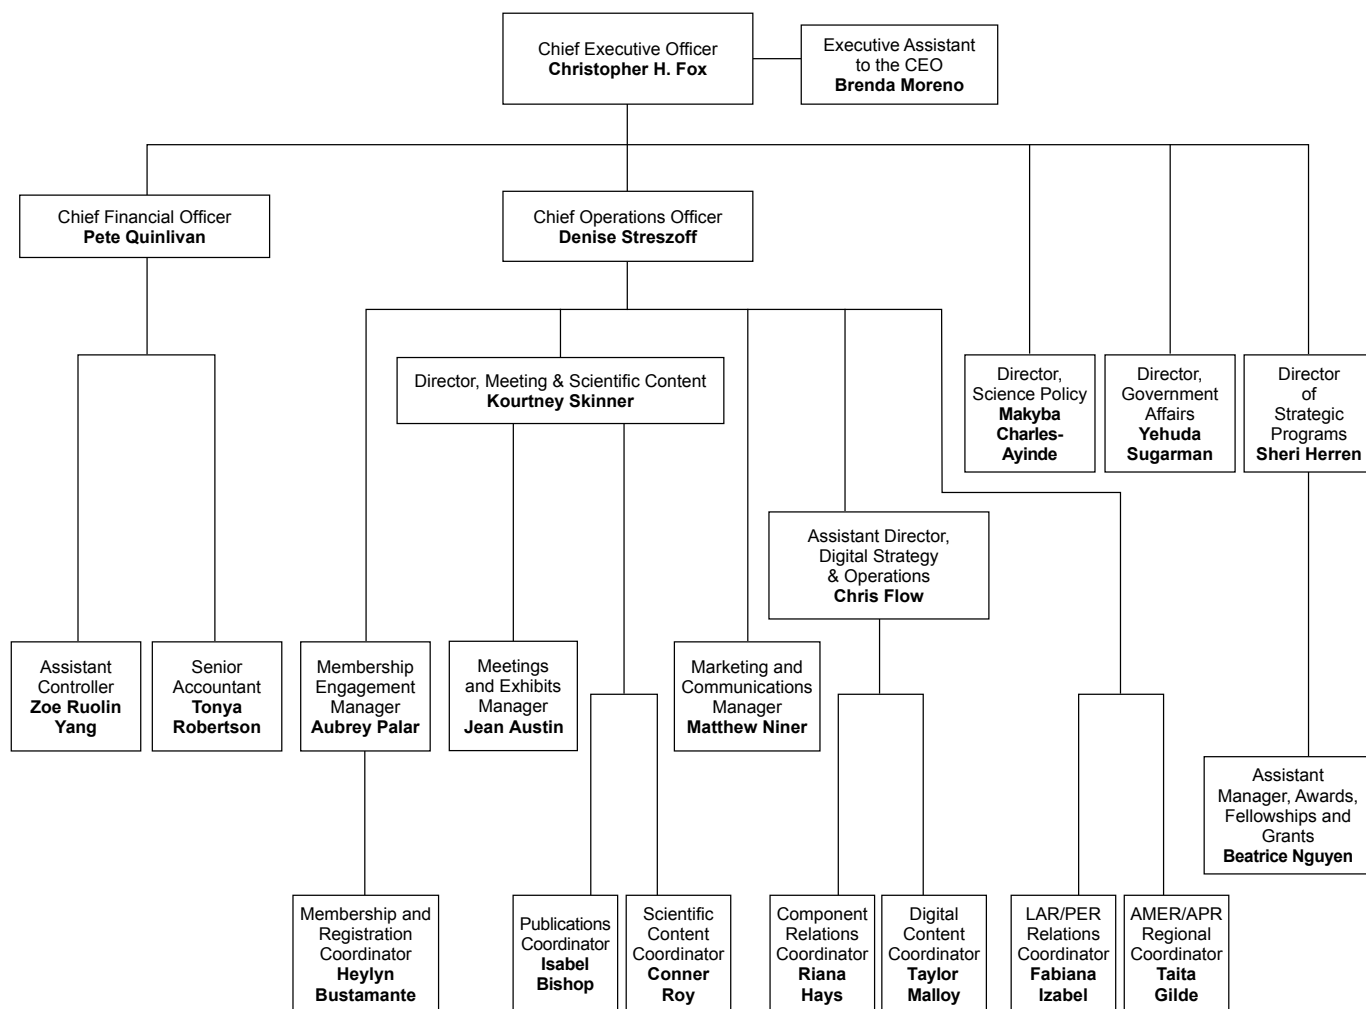 Chief Executive Officer
Christopher H. Fox
Executive Assistant
to the CEO
Brenda Moreno
Chief Financial Officer
Pete Quinlivan
Chief Operations Officer
Denise Streszoff
Director, Meeting & Scientific Content
Kourtney Skinner
Director,
Science Policy
Makyba
Charles-
Ayinde
Director,
Government
Affairs
Yehuda
Sugarman
Director
of
Strategic
Programs
Sheri Herren
Assistant Director,
Digital Strategy
& Operations
Chris Flow
Assistant
Controller
Zoe Ruolin
Yang
Senior
Accountant
Tonya
Robertson
Membership
Engagement
Manager
Aubrey Palar
Meetings
and Exhibits
Manager
Jean Austin
Marketing and
Communications
Manager
Matthew Niner
Assistant
Manager, Awards,
Fellowships and
Grants
Beatrice Nguyen
Membership and
Registration
Coordinator
Heylyn
Bustamante
Publications
Coordinator
Isabel
Bishop
Scientific
Content
Coordinator
Conner
Roy
Component
Relations
Coordinator
Riana
Hays
Digital
Content
Coordinator
Taylor
Malloy
LAR/PER
Relations
Coordinator
Fabiana
Izabel
AMER/APR
Regional
Coordinator
Taita
Gilde